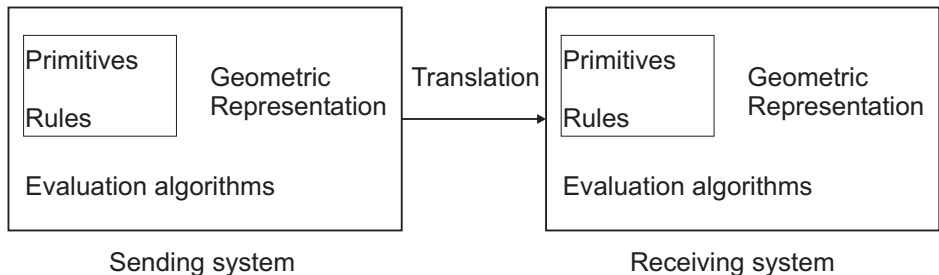 Primitives
Rules
Geometric
Representation
Evaluation algorithms
Sending system
Translation
Primitives
Rules
Geometric
Representation
Evaluation algorithms
Receiving system